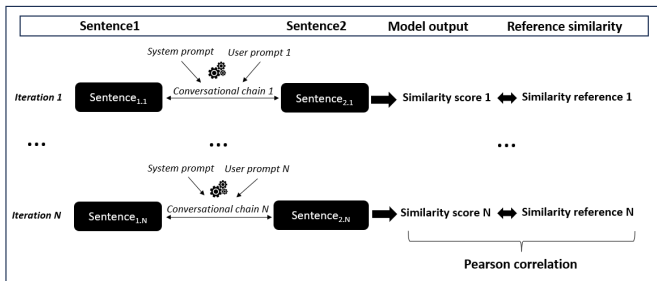 Sentence1 Sentence2 Model output Reference similarity
System prompt User prompt 1
Iteration 1 Sentence1.1 Conversational chain 1 Sentence2.1 Similarity score 1 Similarity reference 1
... ... ...
System prompt User prompt N
Iteration N Sentence1.N Conversational chain N Sentence2.N Similarity score N Similarity reference N
Pearson correlation